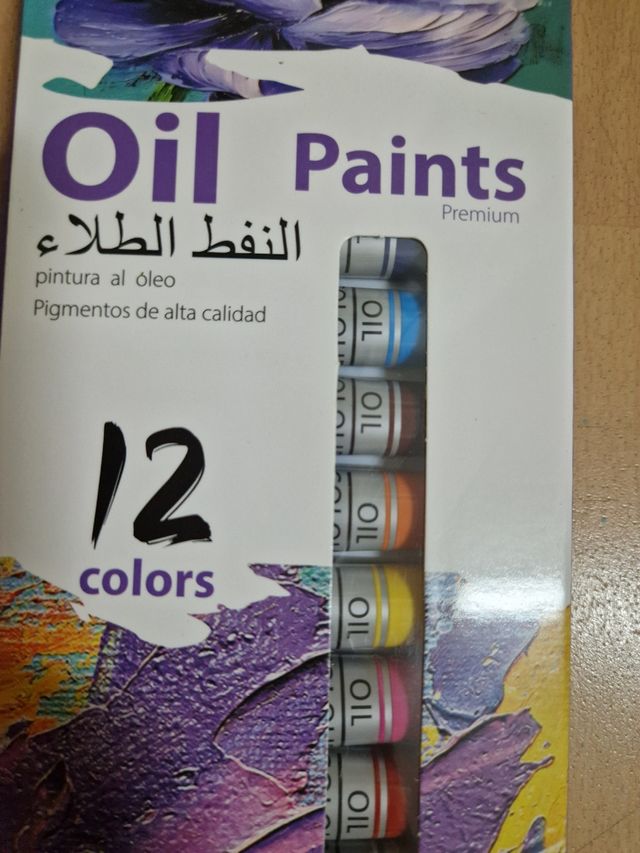 Oil Paints
Premium
النفط الطلاء
pintura al óleo
Pigmentos de alta calidad
12
colors
OIL
OIL
OIL
OIL
OIL
OIL